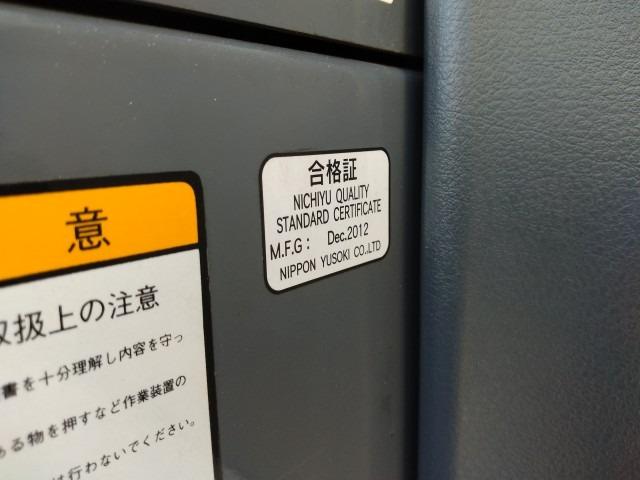 合格証
NICHIYU QUALITY
STANDARD CERTIFICATE
M.F.G: Dec.2012
NIPPON YUSOKI CO.,LTD
意
取扱上の注意
書を十分理解し内容を守っ
ある物を押すなど作業装置の
は行わないでください。